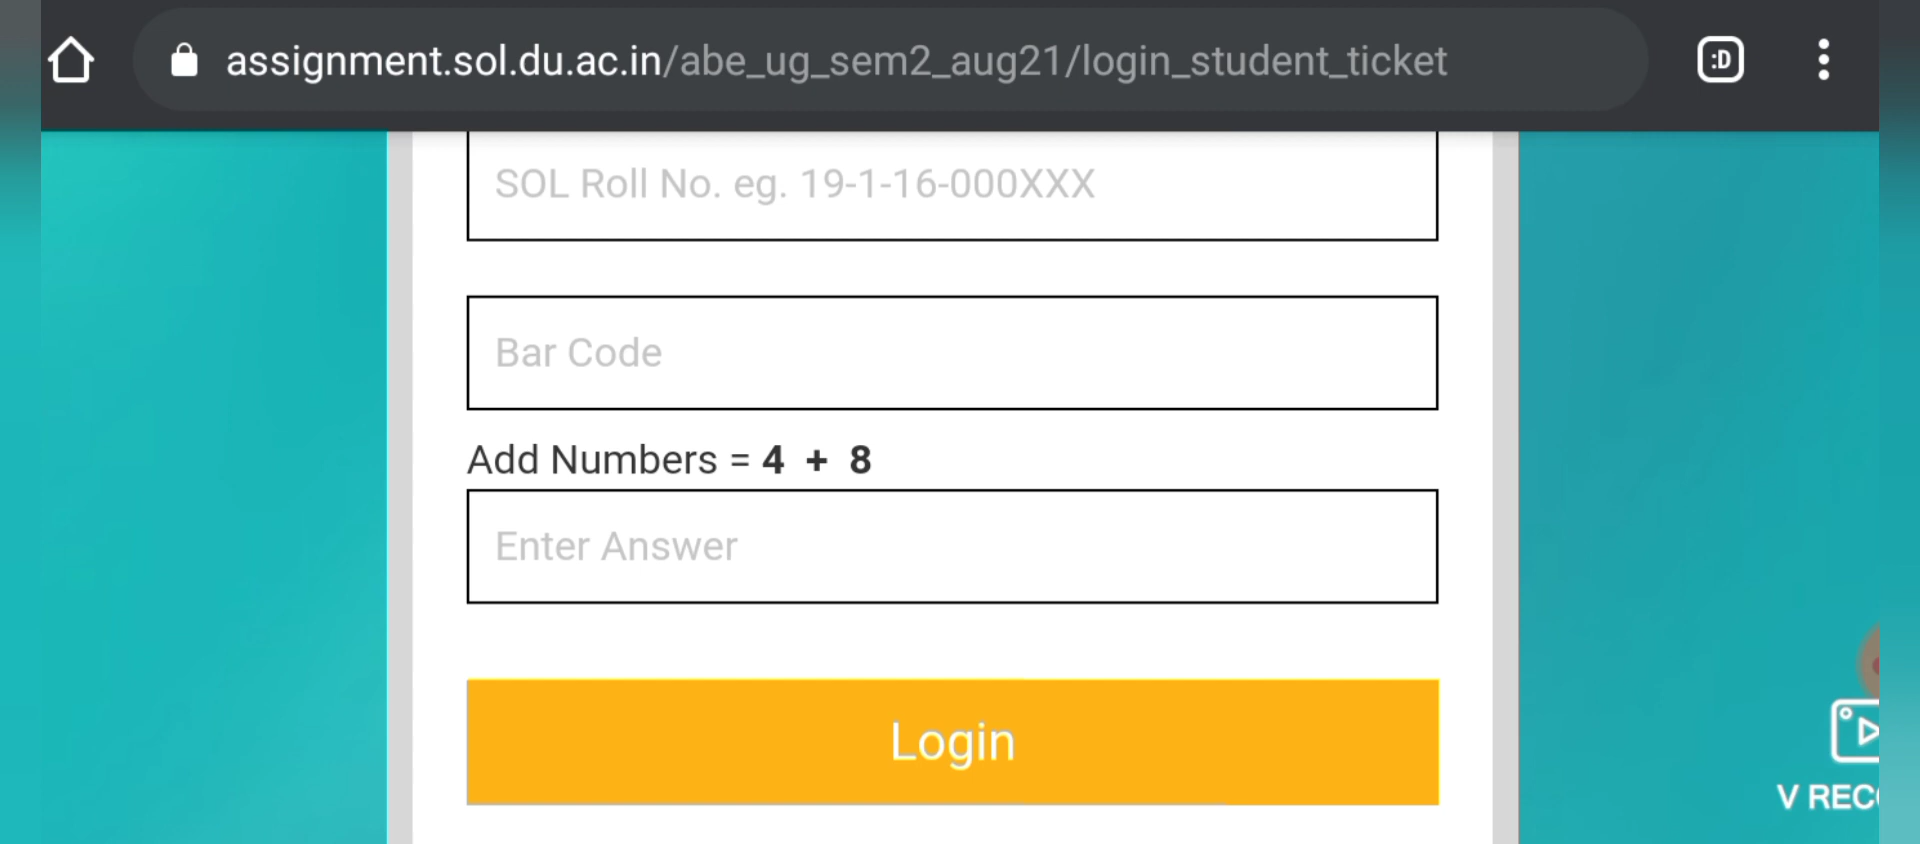 assignment.sol.du.ac.in/abe_ug_sem2_aug21/login_student_ticket :D
SOL Roll No. eg. 19-1-16-000XXX
Bar Code
Add Numbers = 4 + 8
Enter Answer
Login
V REC